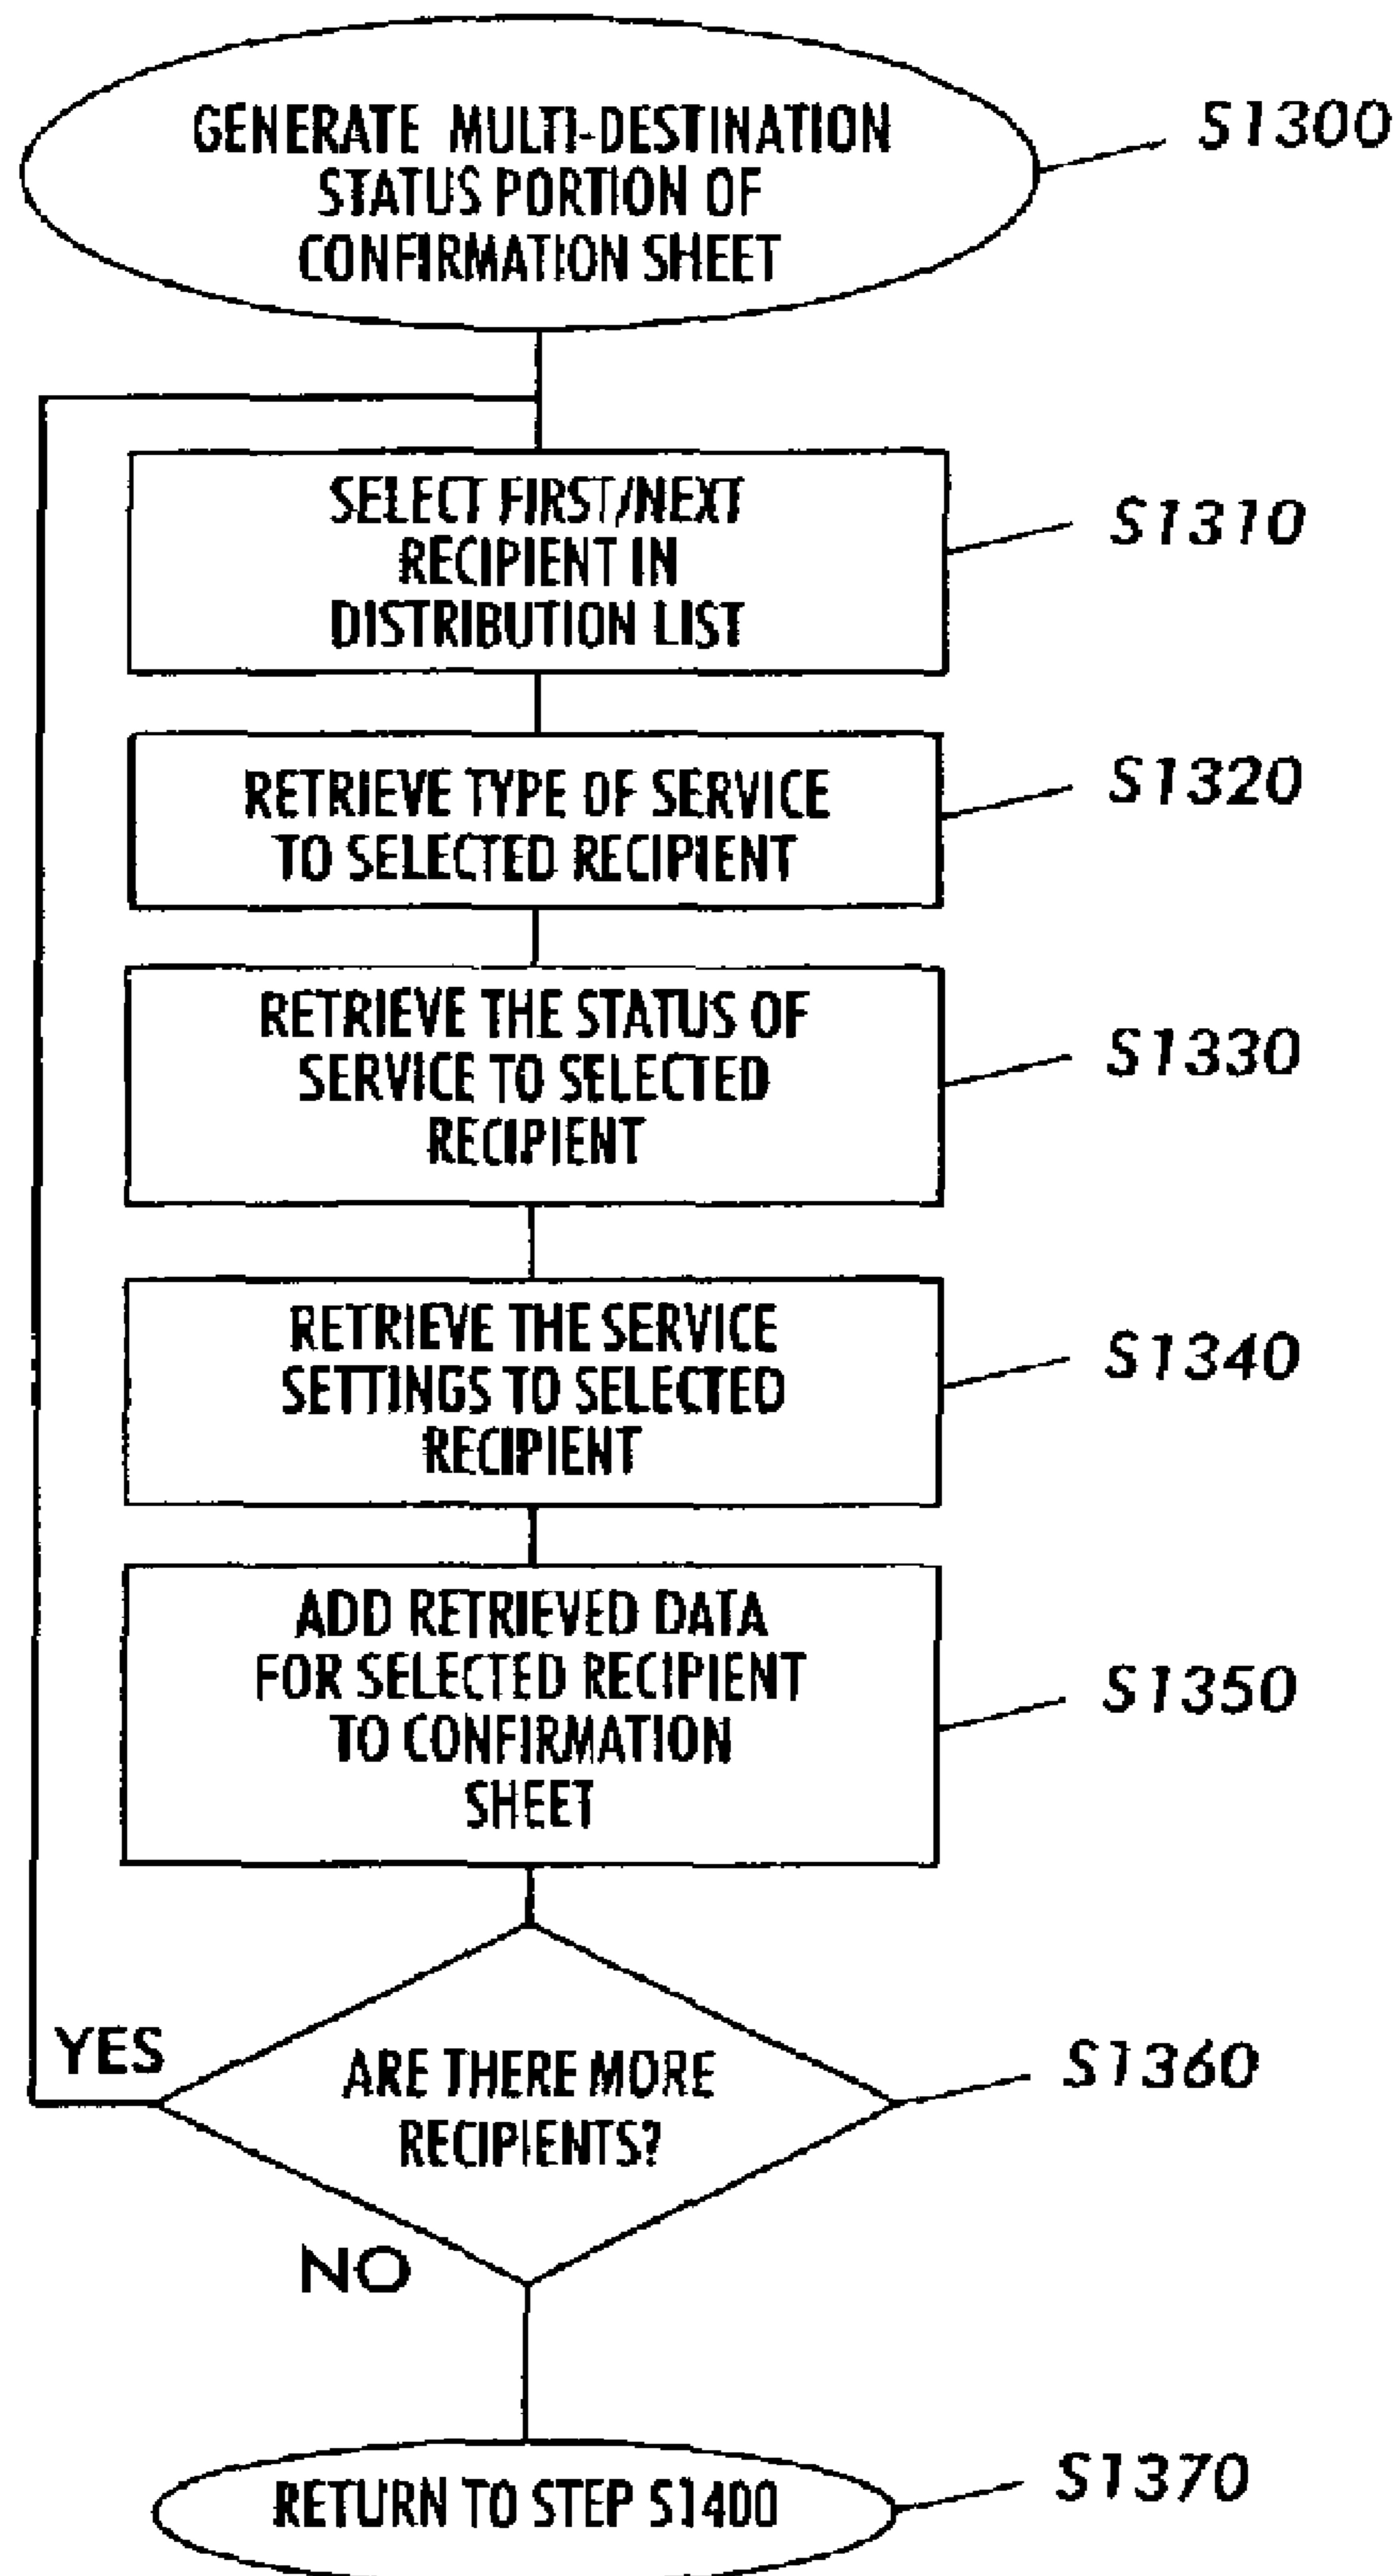 GENERATE MULTI-DESTINATION
STATUS PORTION OF
CONFIRMATION SHEET
S1300
SELECT FIRST/NEXT
RECIPIENT IN
DISTRIBUTION LIST
S1310
RETRIEVE TYPE OF SERVICE
TO SELECTED RECIPIENT
S1320
RETRIEVE THE STATUS OF
SERVICE TO SELECTED
RECIPIENT
S1330
RETRIEVE THE SERVICE
SETTINGS TO SELECTED
RECIPIENT
S1340
ADD RETRIEVED DATA
FOR SELECTED RECIPIENT
TO CONFIRMATION
SHEET
S1350
YES
ARE THERE MORE
RECIPIENTS?
S1360
NO
RETURN TO STEP S1400
S1370